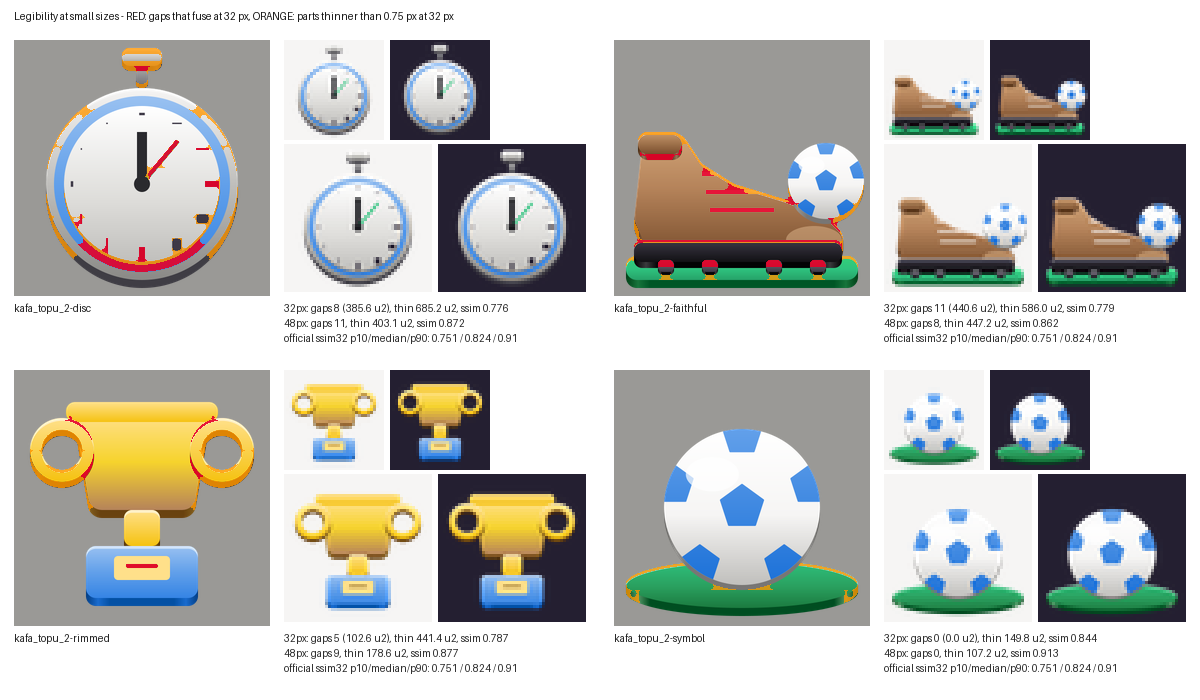 Legibility at small sizes - RED: gaps that fuse at 32 px, ORANGE: parts thinner than 0.75 px at 32 px
kafa_topu_2-disc
32px: gaps 8 (385.6 u2), thin 685.2 u2, ssim 0.776
48px: gaps 11, thin 403.1 u2, ssim 0.872
official ssim32 p10/median/p90: 0.751 / 0.824 / 0.91
kafa_topu_2-faithful
32px: gaps 11 (440.6 u2), thin 586.0 u2, ssim 0.779
48px: gaps 8, thin 447.2 u2, ssim 0.862
official ssim32 p10/median/p90: 0.751 / 0.824 / 0.91
kafa_topu_2-rimmed
32px: gaps 5 (102.6 u2), thin 441.4 u2, ssim 0.787
48px: gaps 9, thin 178.6 u2, ssim 0.877
official ssim32 p10/median/p90: 0.751 / 0.824 / 0.91
kafa_topu_2-symbol
32px: gaps 0 (0.0 u2), thin 149.8 u2, ssim 0.844
48px: gaps 0, thin 107.2 u2, ssim 0.913
official ssim32 p10/median/p90: 0.751 / 0.824 / 0.91